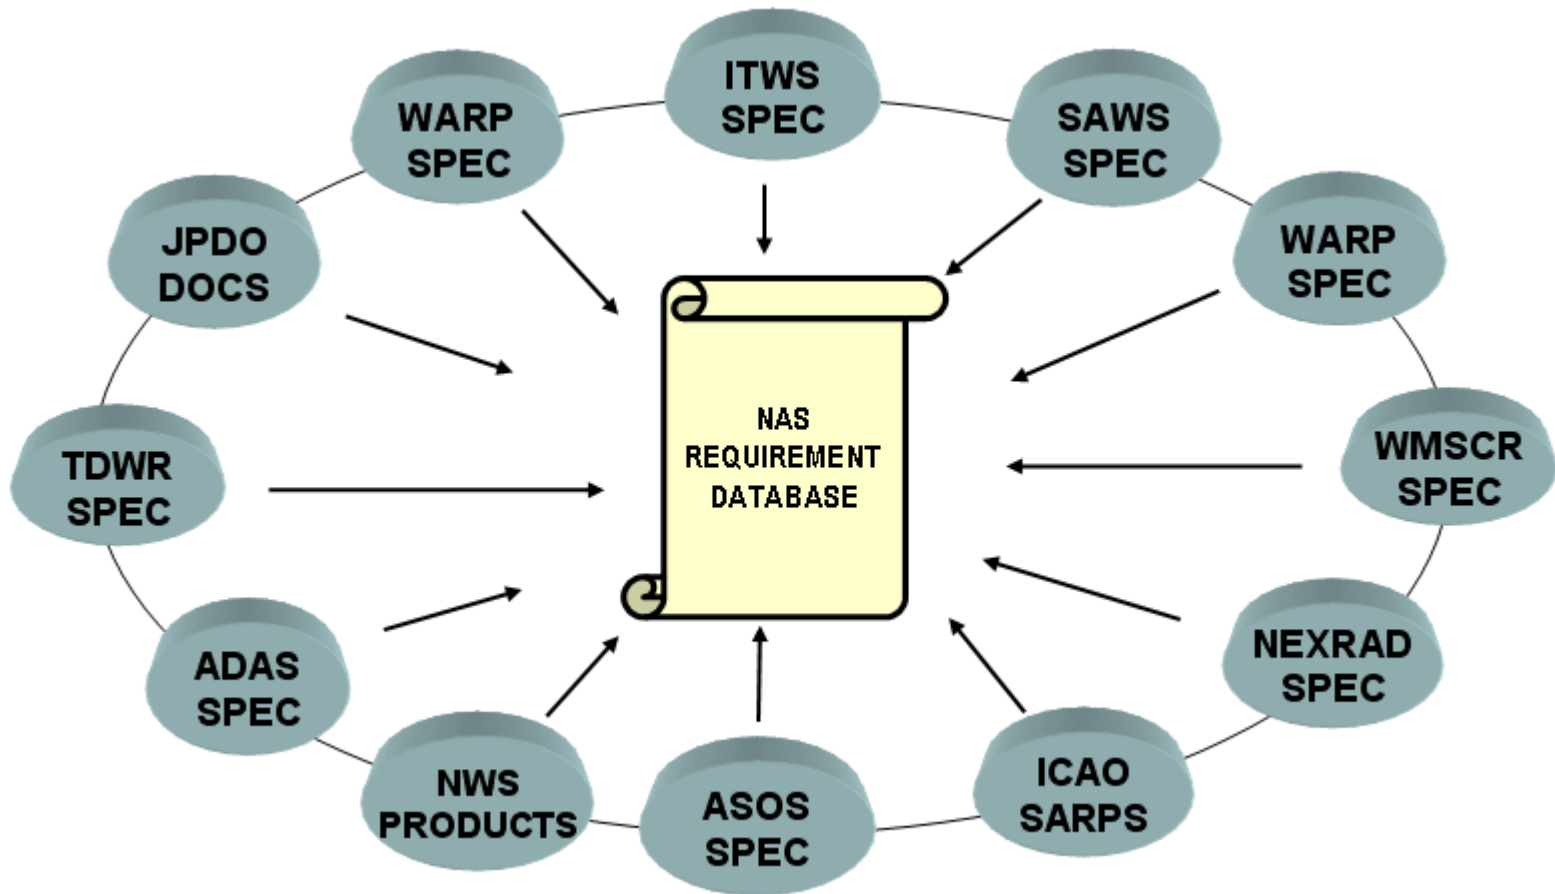 ITWS
SPEC
WARP
SPEC
SAWS
SPEC
JPDO
DOCS
WARP
SPEC
NAS
REQUIREMENT
DATABASE
TDWR
SPEC
WMSCR
SPEC
ADAS
SPEC
NEXRAD
SPEC
NWS
PRODUCTS
ASOS
SPEC
ICAO
SARPS